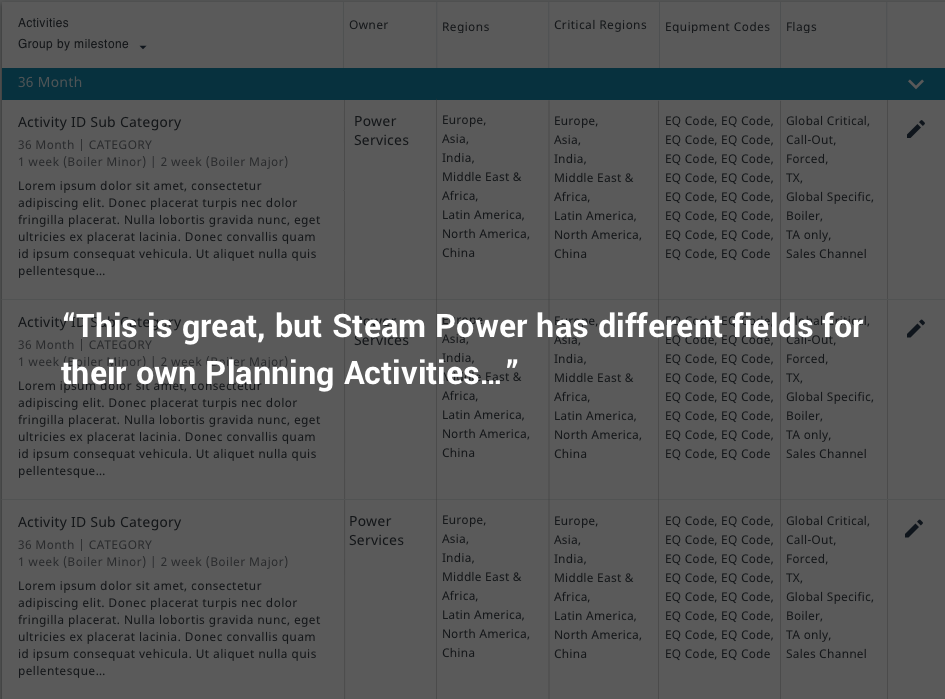 Activities
Group by milestone
Owner
Regions
Critical Regions
Equipment Codes
Flags
36 Month
Activity ID Sub Category
36 Month | CATEGORY
1 week (Boiler Minor) | 2 week (Boiler Major)
Lorem ipsum dolor sit amet, consectetur
adipiscing elit. Donec placerat turpis nec dolor
fringilla placerat. Nulla lobortis gravida nunc, eget
ultricies ex placerat lacinia. Donec convallis quam
id ipsum consequat vehicula. Ut aliquet nulla quis
pellentesque...
Power
Services
Europe,
Asia,
India,
Middle East &
Africa,
Latin America,
North America,
China
Europe,
Asia,
India,
Middle East &
Africa,
Latin America,
North America,
China
EQ Code, EQ Code,
EQ Code, EQ Code,
EQ Code, EQ Code,
EQ Code, EQ Code,
EQ Code, EQ Code,
EQ Code, EQ Code,
EQ Code, EQ Code,
EQ Code, EQ Code
Global Critical,
Call-Out,
Forced,
TX,
Global Specific,
Boiler,
TA only,
Sales Channel
“This is great, but Steam Power has different fields for
their own Planning Activities...”
Activity ID Sub Category
36 Month | CATEGORY
1 week (Boiler Minor) | 2 week (Boiler Major)
Lorem ipsum dolor sit amet, consectetur
adipiscing elit. Donec placerat turpis nec dolor
fringilla placerat. Nulla lobortis gravida nunc, eget
ultricies ex placerat lacinia. Donec convallis quam
id ipsum consequat vehicula. Ut aliquet nulla quis
pellentesque...
Power
Services
Europe,
Asia,
India,
Middle East &
Africa,
Latin America,
North America,
China
Europe,
Asia,
India,
Middle East &
Africa,
Latin America,
North America,
China
EQ Code, EQ Code,
EQ Code, EQ Code,
EQ Code, EQ Code,
EQ Code, EQ Code,
EQ Code, EQ Code,
EQ Code, EQ Code,
EQ Code, EQ Code,
EQ Code, EQ Code
Global Critical,
Call-Out,
Forced,
TX,
Global Specific,
Boiler,
TA only,
Sales Channel
Activity ID Sub Category
36 Month | CATEGORY
1 week (Boiler Minor) | 2 week (Boiler Major)
Lorem ipsum dolor sit amet, consectetur
adipiscing elit. Donec placerat turpis nec dolor
fringilla placerat. Nulla lobortis gravida nunc, eget
ultricies ex placerat lacinia. Donec convallis quam
id ipsum consequat vehicula. Ut aliquet nulla quis
pellentesque...
Power
Services
Europe,
Asia,
India,
Middle East &
Africa,
Latin America,
North America,
China
Europe,
Asia,
India,
Middle East &
Africa,
Latin America,
North America,
China
EQ Code, EQ Code,
EQ Code, EQ Code,
EQ Code, EQ Code,
EQ Code, EQ Code,
EQ Code, EQ Code,
EQ Code, EQ Code,
EQ Code, EQ Code,
EQ Code, EQ Code
Global Critical,
Call-Out,
Forced,
TX,
Global Specific,
Boiler,
TA only,
Sales Channel